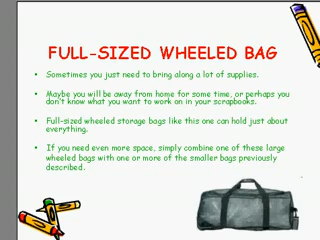 FULL-SIZED WHEELED BAG
• Sometimes you just need to bring along a lot of supplies.
• Maybe you will be away from home for some time, or perhaps you
don't know what you want to work on in your scrapbooks.
• Full-sized wheeled storage bags like this one can hold just about
everything.
• If you need even more space, simply combine one of these large
wheeled bags with one or more of the smaller bags previously
described.